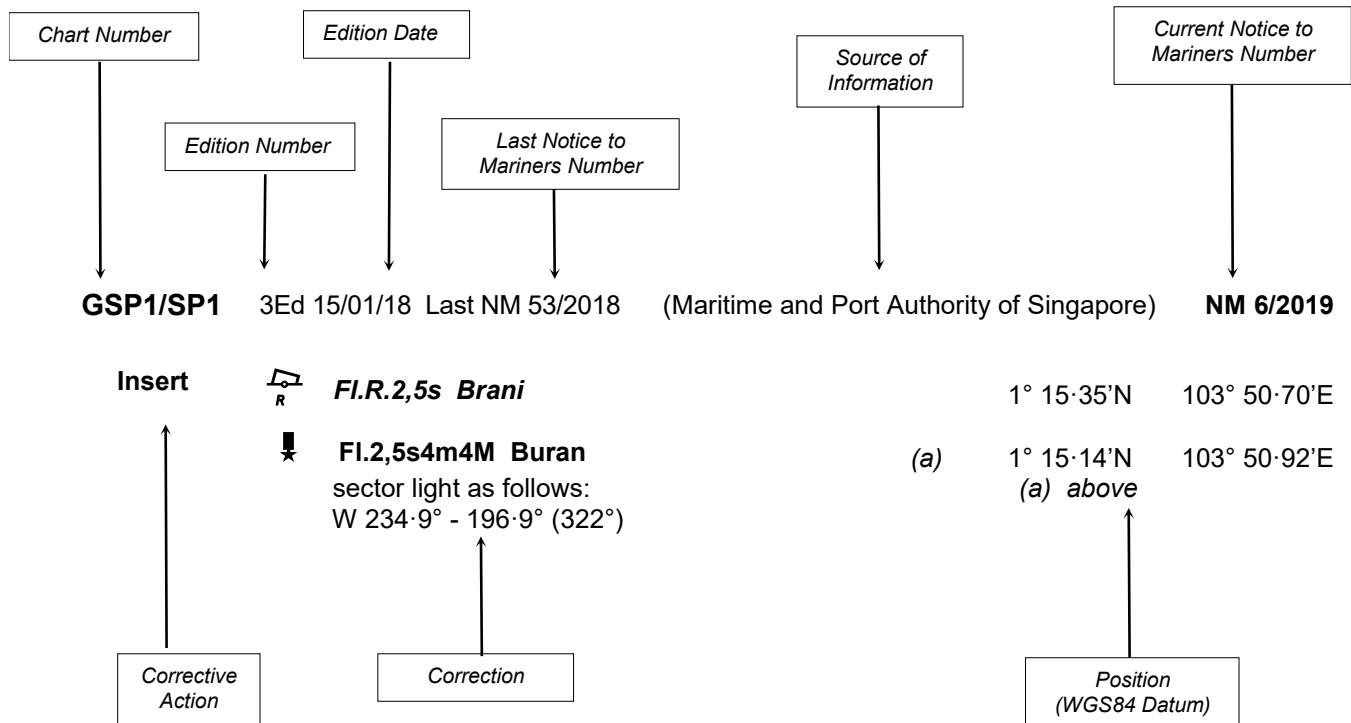 Chart Number
Edition Date
Source of
Information
Current Notice to
Mariners Number
Edition Number
Last Notice to
Mariners Number
GSP1/SP1 3Ed 15/01/18 Last NM 53/2018 (Maritime and Port Authority of Singapore) NM 6/2019
Insert R Fl.R.2,5s Brani 1° 15·35'N 103° 50·70'E
Fl.2,5s4m4M Buran (a) 1° 15·14'N 103° 50·92'E
sector light as follows: (a) above
W 234·9° - 196·9° (322°)
Corrective
Action
Correction
Position
(WGS84 Datum)